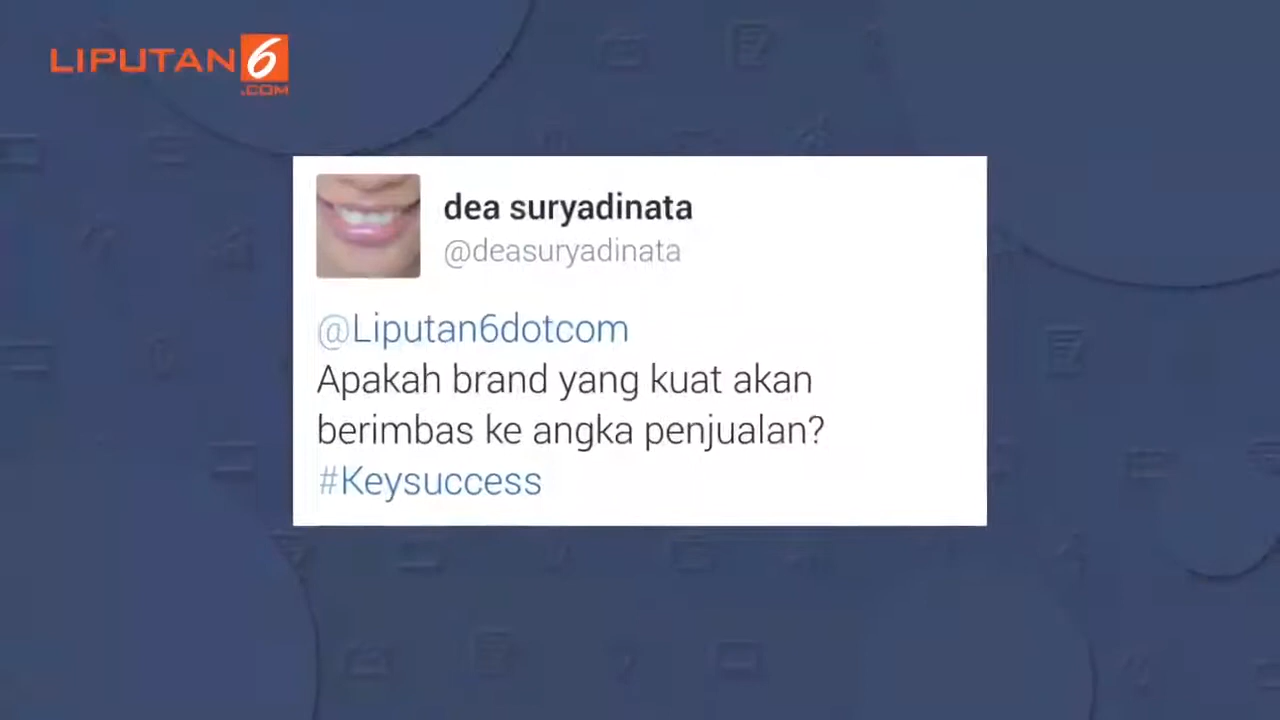 LIPUTAN6
.COM
dea suryadinata
@deasuryadinata
@Liputan6dotcom
Apakah brand yang kuat akan
berimbas ke angka penjualan?
#Keysuccess